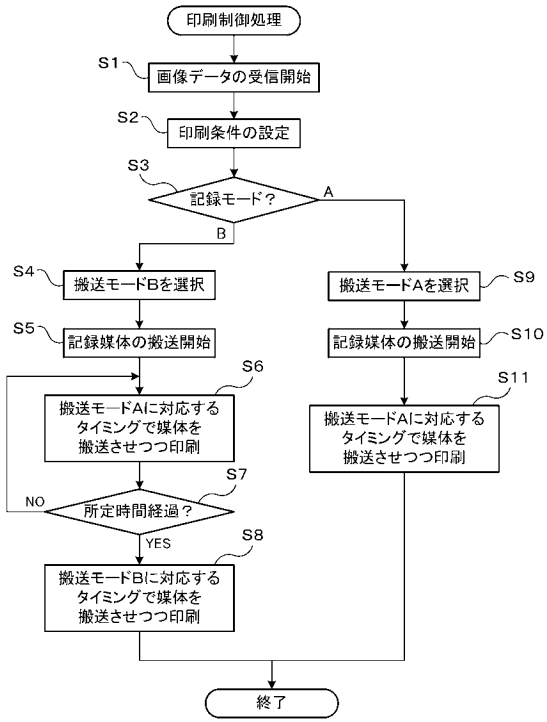 印刷制御処理
S1
画像データの受信開始
S2
印刷条件の設定
S3
記録モード?
A
B
S4
搬送モードBを選択
S9
搬送モードAを選択
S5
記録媒体の搬送開始
S10
記録媒体の搬送開始
S6
搬送モードAに対応する
タイミングで媒体を
搬送させつつ印刷
S11
搬送モードAに対応する
タイミングで媒体を
搬送させつつ印刷
S7
所定時間経過?
NO
YES
S8
搬送モードBに対応する
タイミングで媒体を
搬送させつつ印刷
終了